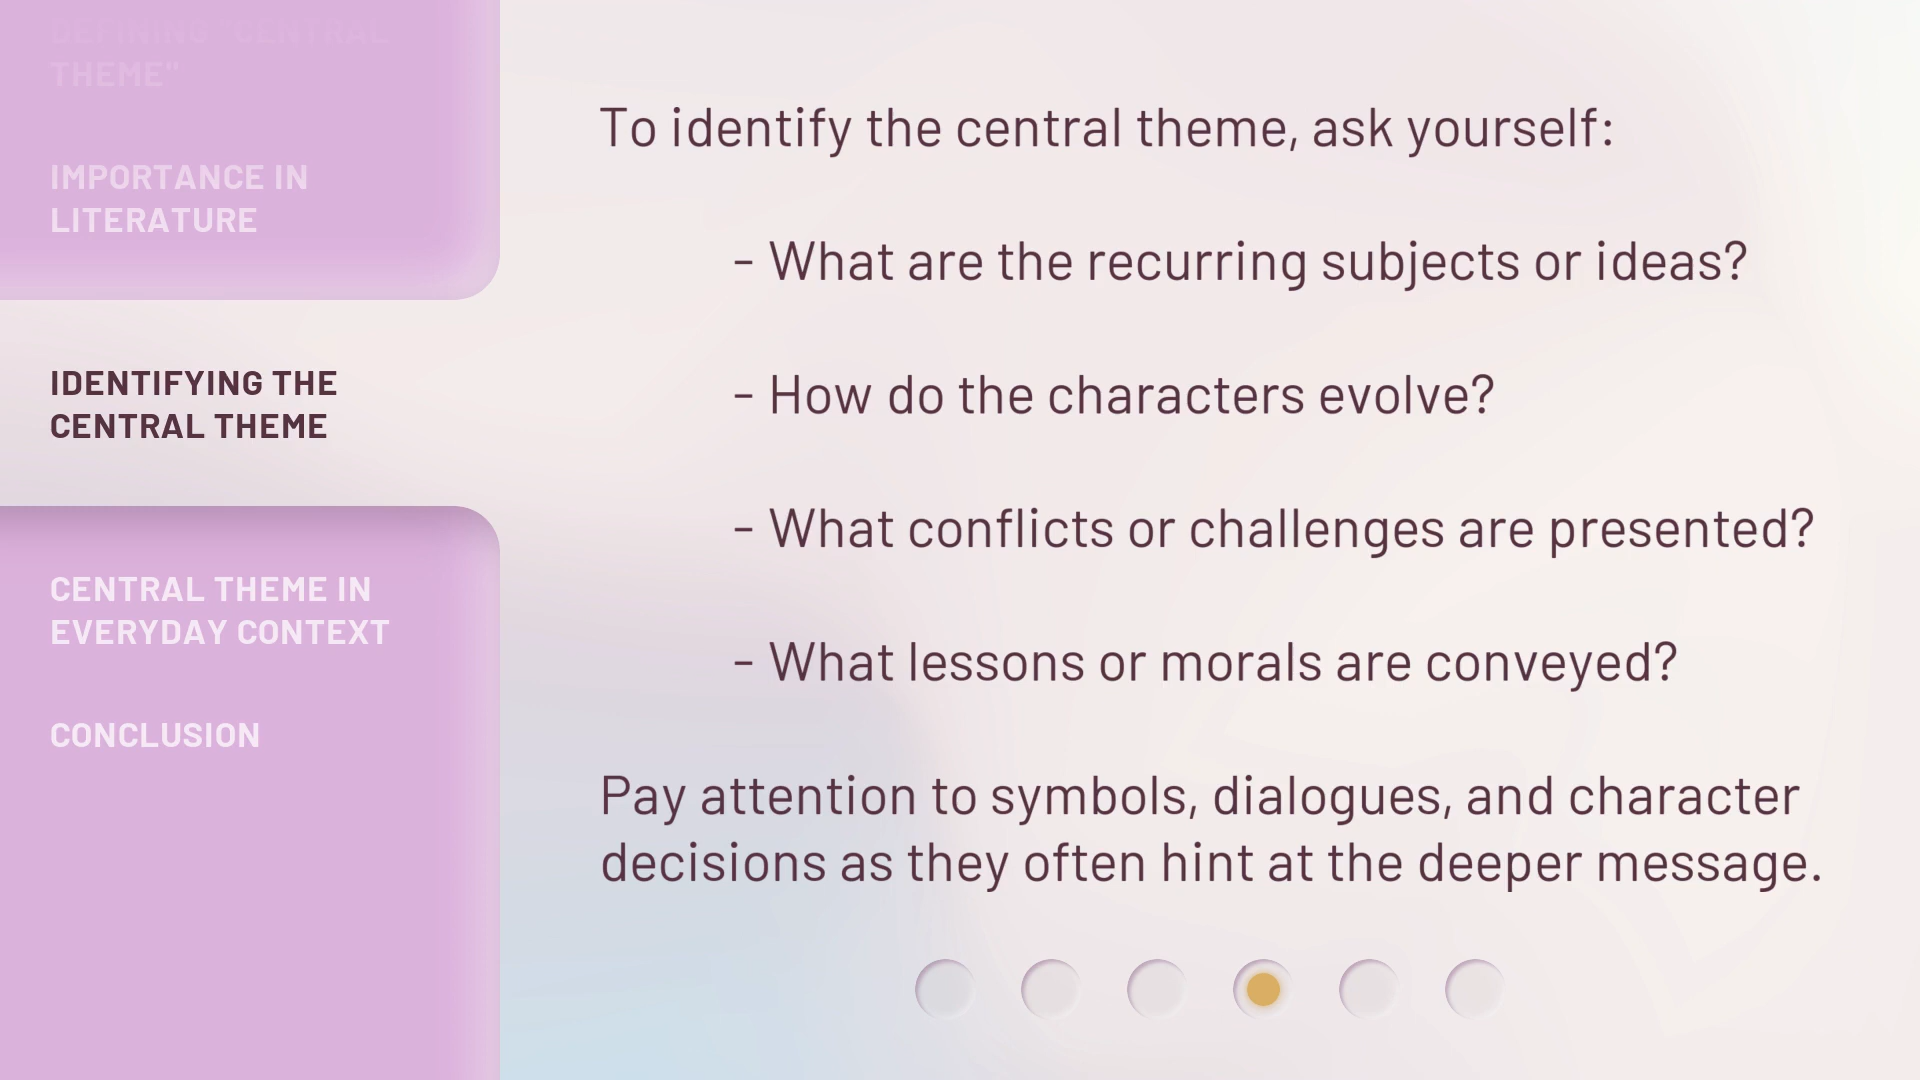 DEFINING "CENTRAL
THEME"
IMPORTANCE IN
LITERATURE
IDENTIFYING THE
CENTRAL THEME
CENTRAL THEME IN
EVERYDAY CONTEXT
CONCLUSION
To identify the central theme, ask yourself:
- What are the recurring subjects or ideas?
- How do the characters evolve?
- What conflicts or challenges are presented?
- What lessons or morals are conveyed?
Pay attention to symbols, dialogues, and character
decisions as they often hint at the deeper message.